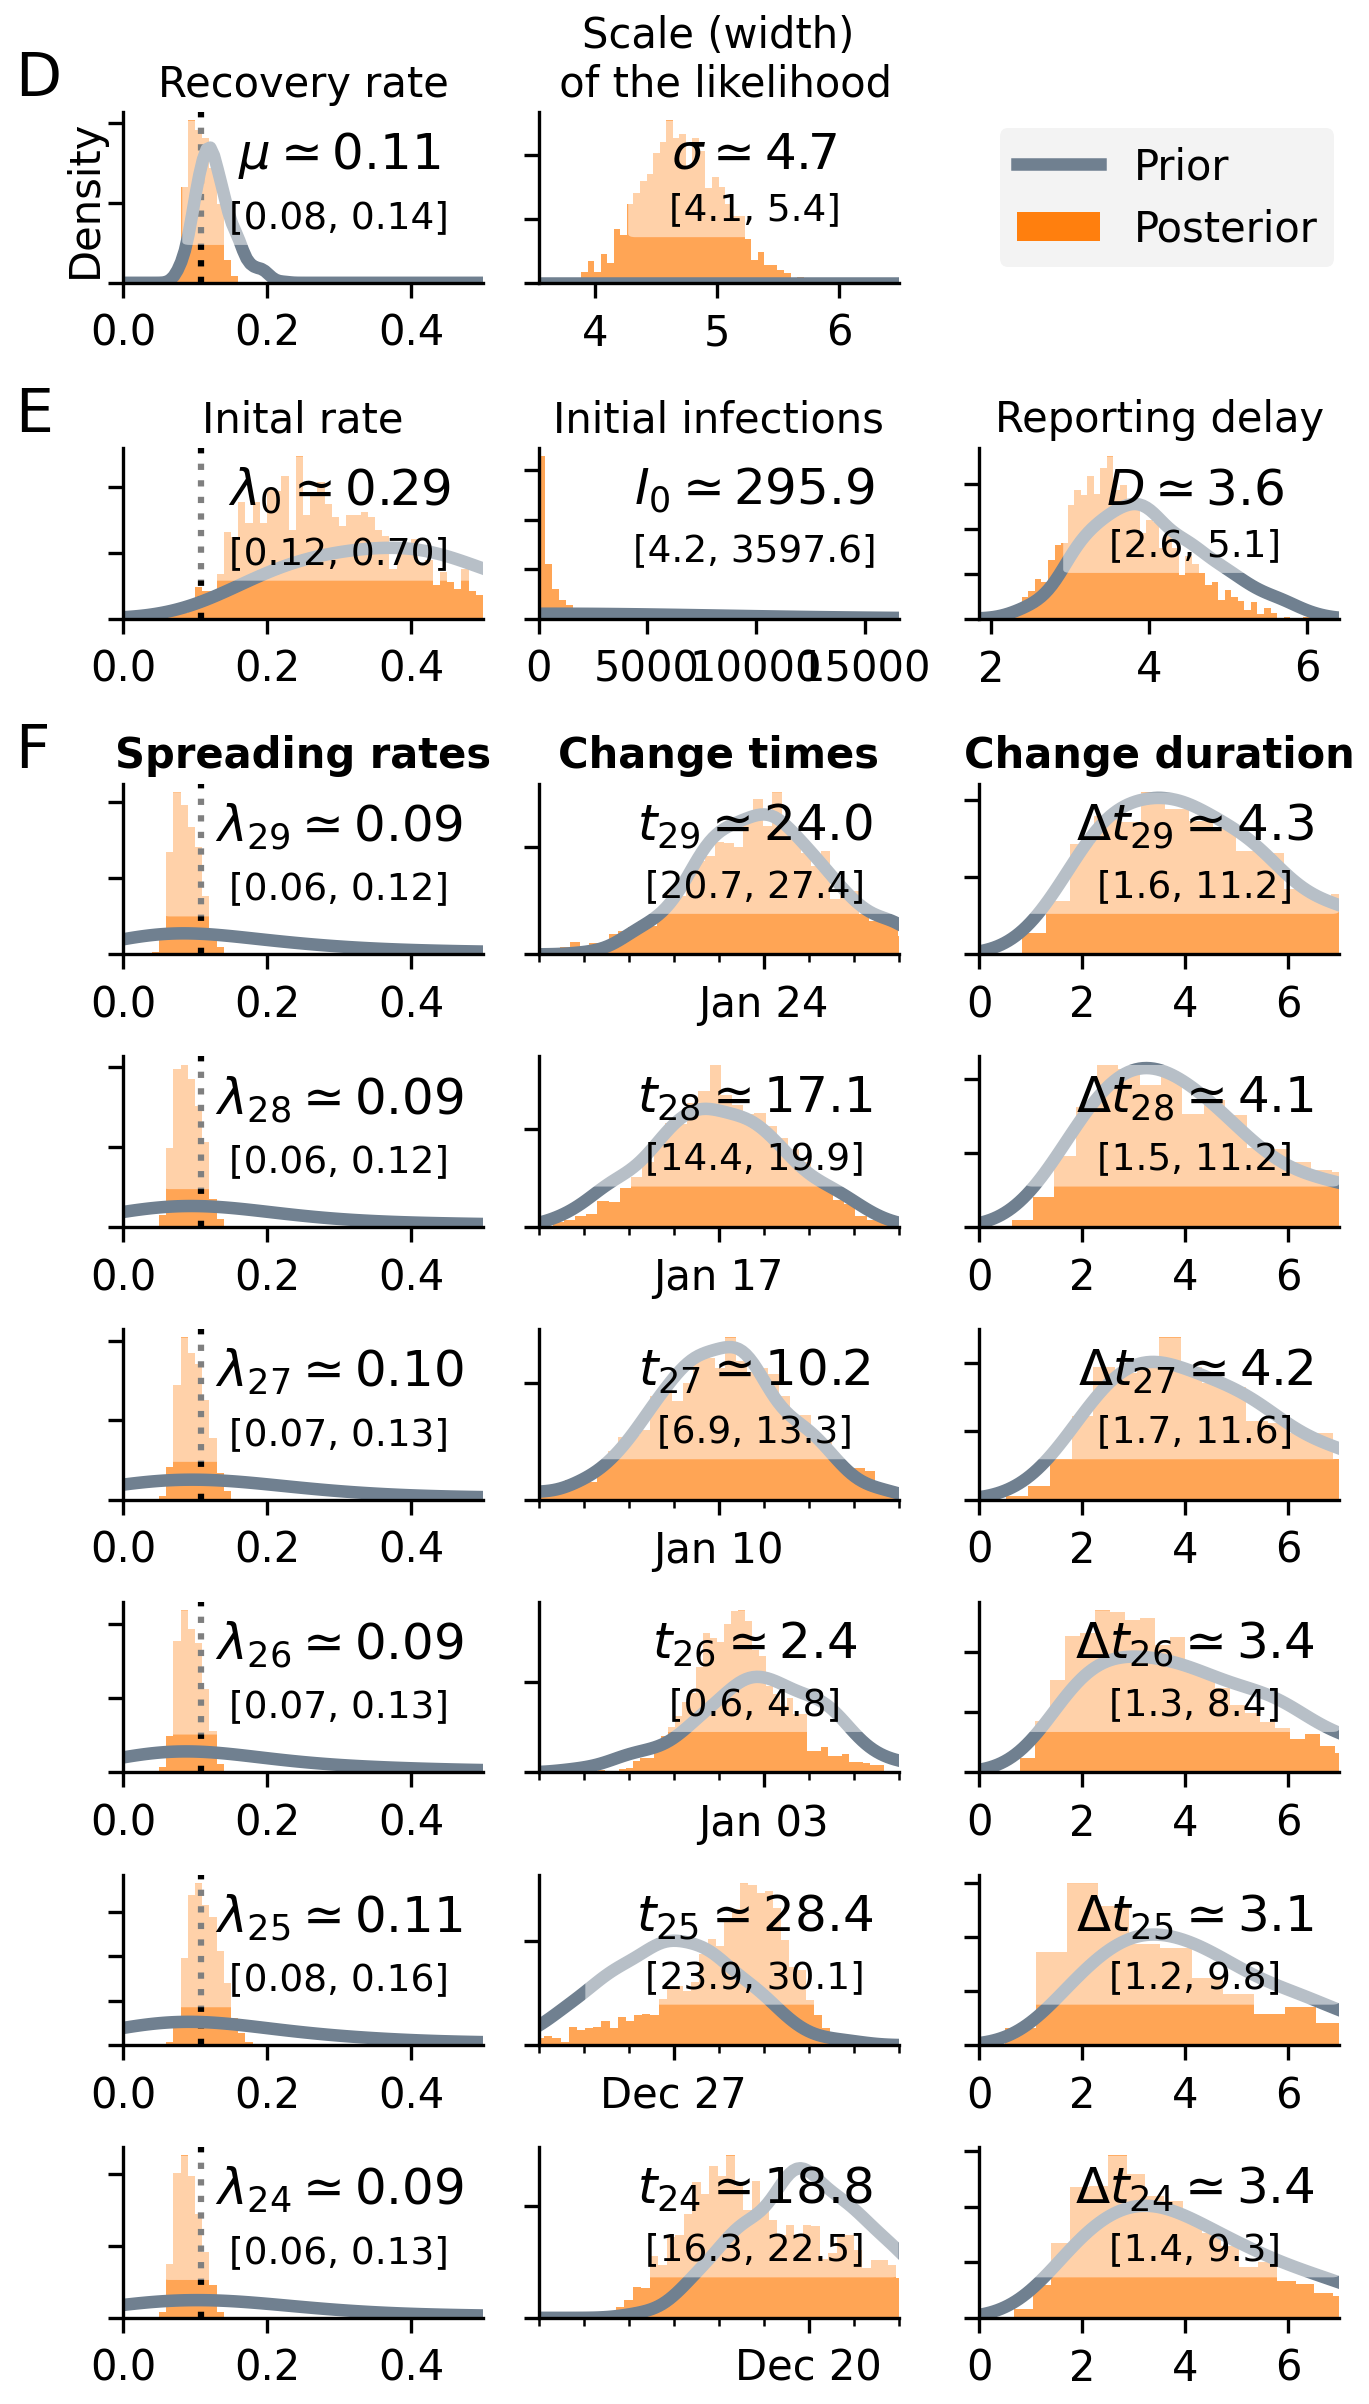 D
Recovery rate
Scale (width)
of the likelihood
Density
μ ≃ 0.11
[0.08, 0.14]
σ ≃ 4.7
[4.1, 5.4]
Prior
Posterior
0.0 0.2 0.4
4 5 6
E
Inital rate
Initial infections
Reporting delay
λ0 ≃ 0.29
[0.12, 0.70]
I0 ≃ 295.9
[4.2, 3597.6]
D ≃ 3.6
[2.6, 5.1]
0.0 0.2 0.4
0 5000 10000 15000
2 4 6
F
Spreading rates
Change times
Change duration
λ29 ≃ 0.09
[0.06, 0.12]
t29 ≃ 24.0
[20.7, 27.4]
Δt29 ≃ 4.3
[1.6, 11.2]
0.0 0.2 0.4
Jan 24
0 2 4 6
λ28 ≃ 0.09
[0.06, 0.12]
t28 ≃ 17.1
[14.4, 19.9]
Δt28 ≃ 4.1
[1.5, 11.2]
0.0 0.2 0.4
Jan 17
0 2 4 6
λ27 ≃ 0.10
[0.07, 0.13]
t27 ≃ 10.2
[6.9, 13.3]
Δt27 ≃ 4.2
[1.7, 11.6]
0.0 0.2 0.4
Jan 10
0 2 4 6
λ26 ≃ 0.09
[0.07, 0.13]
t26 ≃ 2.4
[0.6, 4.8]
Δt26 ≃ 3.4
[1.3, 8.4]
0.0 0.2 0.4
Jan 03
0 2 4 6
λ25 ≃ 0.11
[0.08, 0.16]
t25 ≃ 28.4
[23.9, 30.1]
Δt25 ≃ 3.1
[1.2, 9.8]
0.0 0.2 0.4
Dec 27
0 2 4 6
λ24 ≃ 0.09
[0.06, 0.13]
t24 ≃ 18.8
[16.3, 22.5]
Δt24 ≃ 3.4
[1.4, 9.3]
0.0 0.2 0.4
Dec 20
0 2 4 6